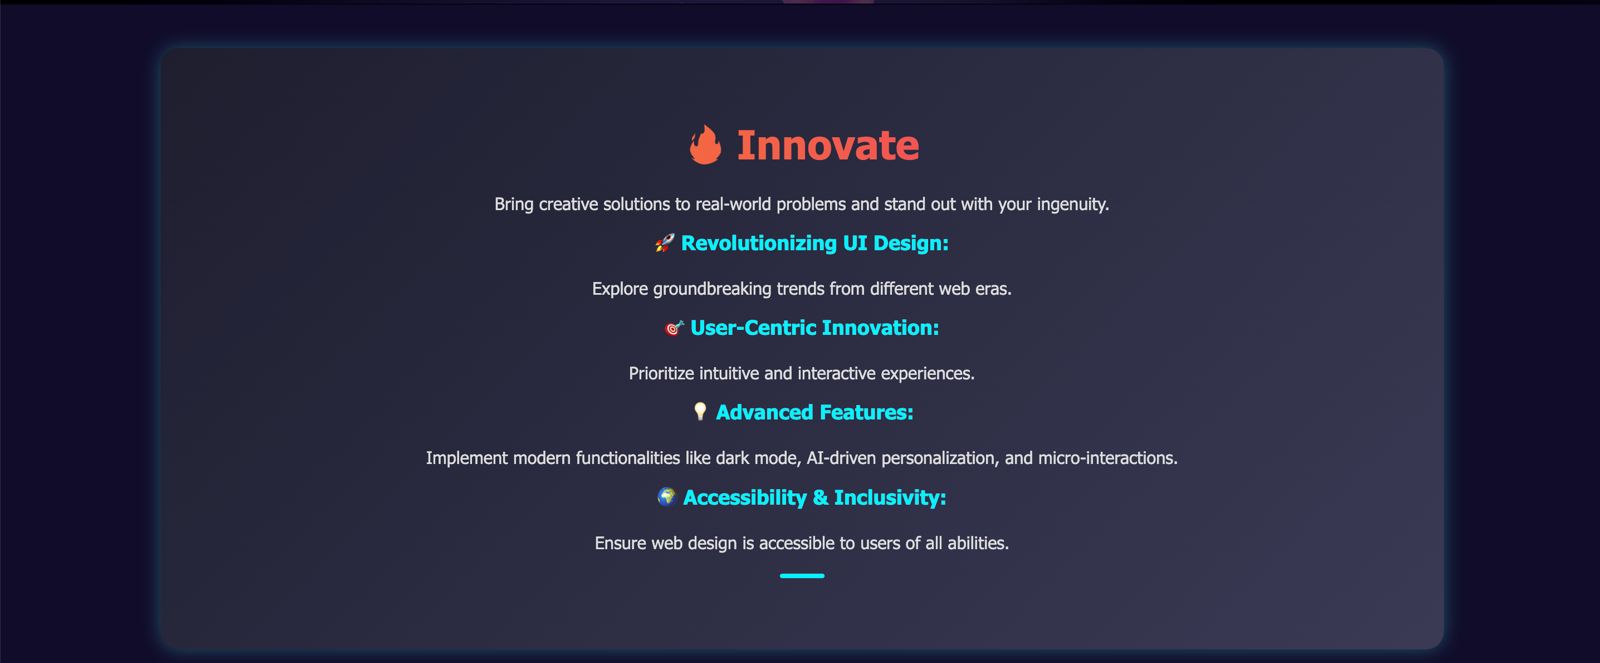 Innovate
Bring creative solutions to real-world problems and stand out with your ingenuity.
🚀 Revolutionizing UI Design:
Explore groundbreaking trends from different web eras.
🎯 User-Centric Innovation:
Prioritize intuitive and interactive experiences.
💡 Advanced Features:
Implement modern functionalities like dark mode, AI-driven personalization, and micro-interactions.
🌍 Accessibility & Inclusivity:
Ensure web design is accessible to users of all abilities.